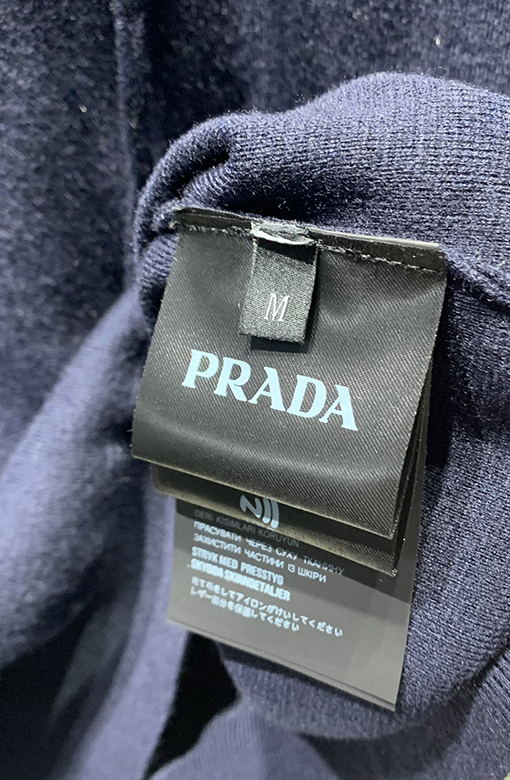 M
PRADA
DERI KISIMLARI KORUYUN
ПРАСУВАТИ ЧЕРЕЗ СУХУ ТКАНИНУ
ЗАХИСТИТИ ЧАСТИНИ ІЗ ШКІРИ
STRYK MED PRESSTYG
SKYDDA SKINNDETALJER
あて布をしてアイロンがけしてください
レザー部分を保護してください